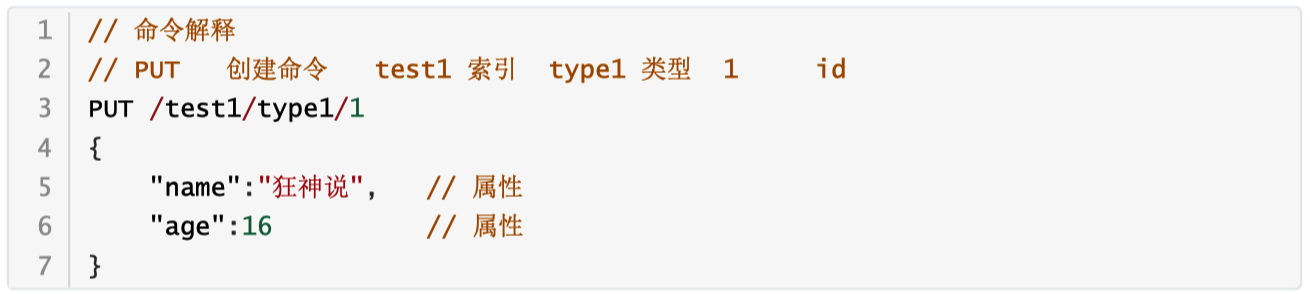 1 // 命令解释
2 // PUT 创建命令 test1 索引 type1 类型 1 id
3 PUT /test1/type1/1
4 {
5 "name":"狂神说", // 属性
6 "age":16 // 属性
7 }